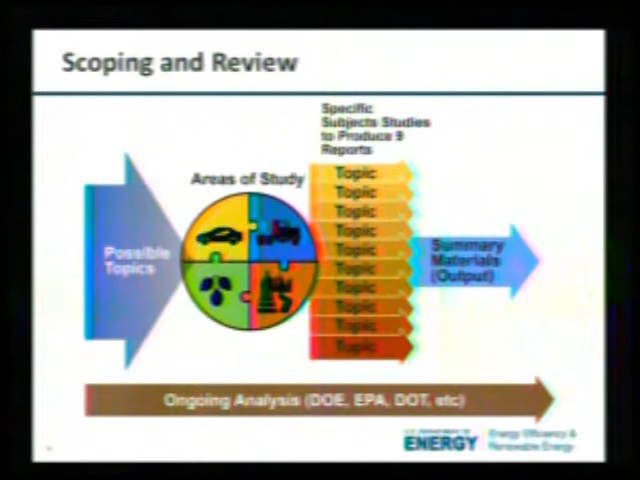 Scoping and Review
Specific
Subjects Studies
to Produce 9
Reports
Areas of Study
Possible
Topics
Topic
Topic
Topic
Topic
Topic
Topic
Topic
Topic
Topic
Topic
Summary
Materials
(Output)
Ongoing Analysis (DOE, EPA, DOT, etc)
U.S. DEPARTMENT OF
ENERGY
Energy Efficiency &
Renewable Energy